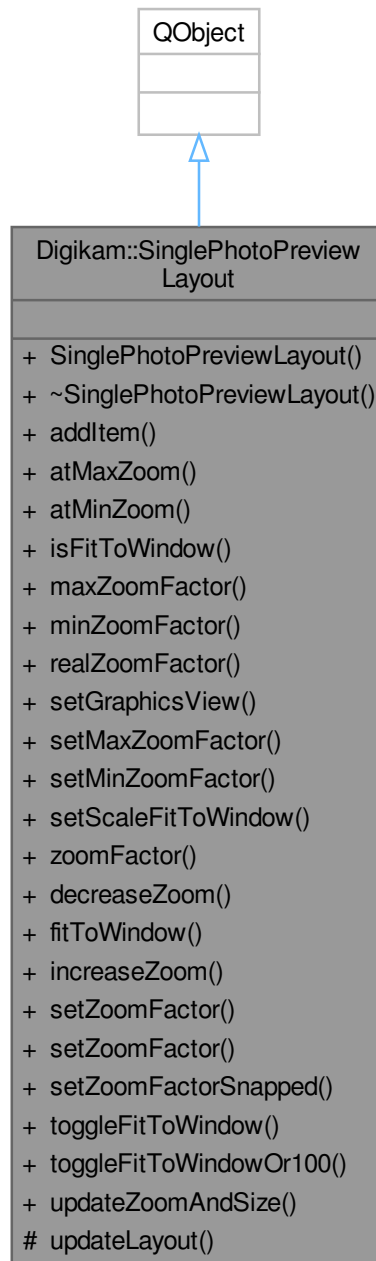 QObject
Digikam::SinglePhotoPreview
Layout
+ SinglePhotoPreviewLayout()
+ ~SinglePhotoPreviewLayout()
+ addItem()
+ atMaxZoom()
+ atMinZoom()
+ isFitToWindow()
+ maxZoomFactor()
+ minZoomFactor()
+ realZoomFactor()
+ setGraphicsView()
+ setMaxZoomFactor()
+ setMinZoomFactor()
+ setScaleFitToWindow()
+ zoomFactor()
+ decreaseZoom()
+ fitToWindow()
+ increaseZoom()
+ setZoomFactor()
+ setZoomFactor()
+ setZoomFactorSnapped()
+ toggleFitToWindow()
+ toggleFitToWindowOr100()
+ updateZoomAndSize()
# updateLayout()